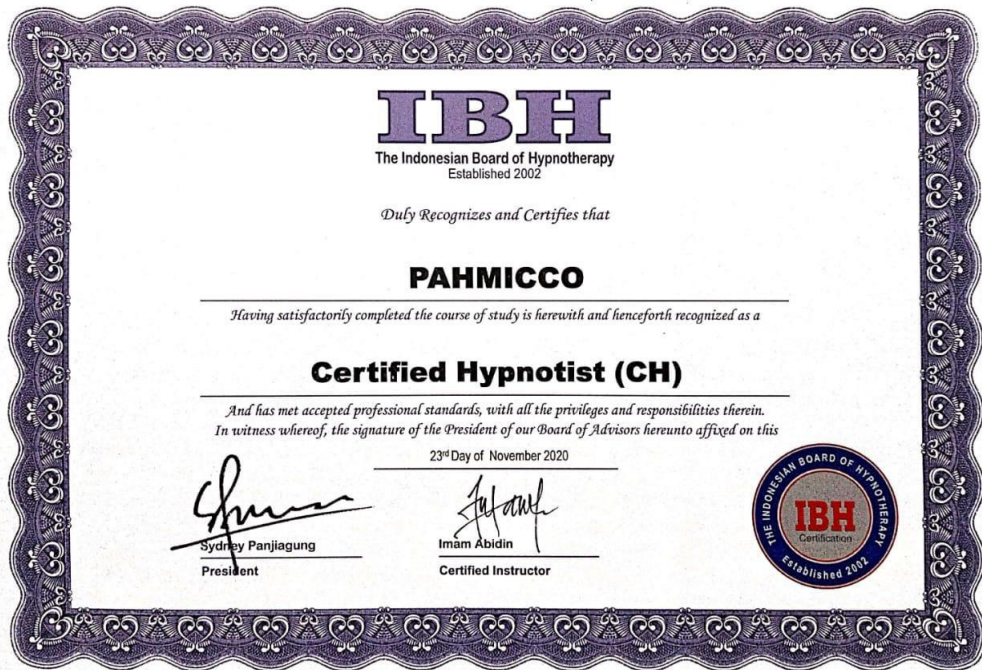 IBH
The Indonesian Board of Hypnotherapy
Established 2002
Duly Recognizes and Certifies that
PAHMICCO
Having satisfactorily completed the course of study is herewith and henceforth recognized as a
Certified Hypnotist (CH)
And has met accepted professional standards, with all the privileges and responsibilities therein.
In witness whereof, the signature of the President of our Board of Advisors hereunto affixed on this
23rd Day of November 2020
Sydney Panjiagung
President
Imam Abidin
Certified Instructor
THE INDONESIAN BOARD OF HYPNOTHERAPY
IBH
Certification
Established 2002